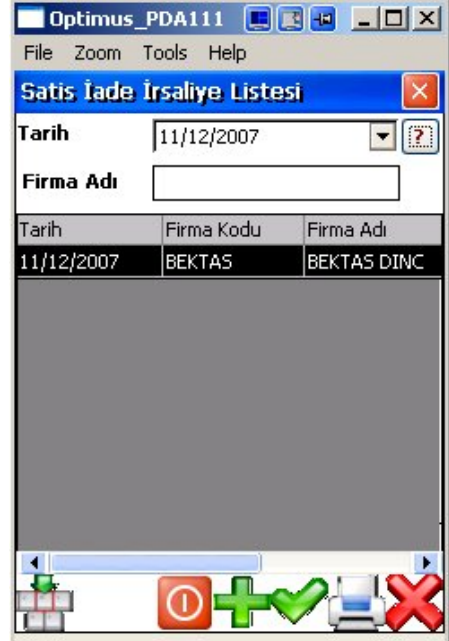 Optimus_PDA111
File Zoom Tools Help
Satis İade İrsaliye Listesi
Tarih 11/12/2007 ?
Firma Adı
Tarih Firma Kodu Firma Adı
11/12/2007 BEKTAS BEKTAS DINC